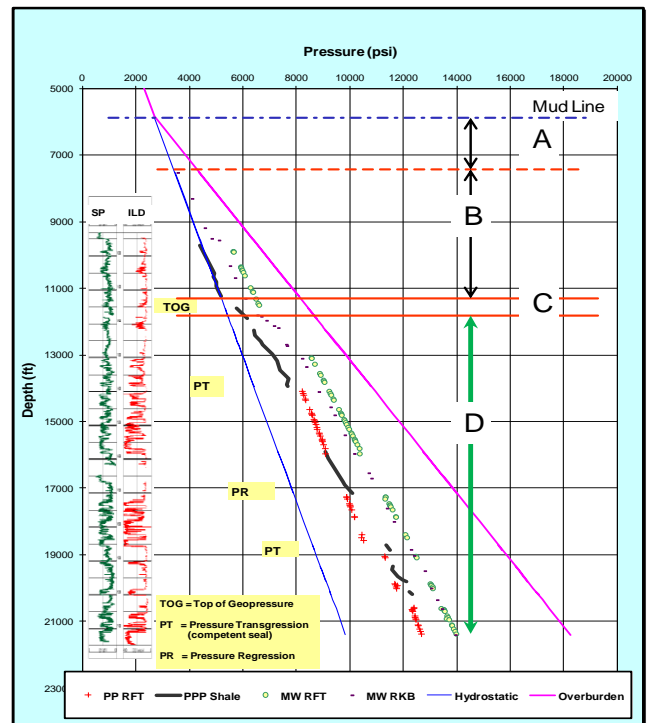 Pressure (psi)
0 2000 4000 6000 8000 10000 12000 14000 16000 18000 20000
5000
Mud Line
A
7000
B
9000
SP ILD
11000
TOG
C
13000
PT
D
15000
Depth (ft)
17000
PR
19000
PT
21000
TOG = Top of Geopressure
PT = Pressure Transgression
(competent seal)
PR = Pressure Regression
2300
PP RFT PPP Shale MW RFT MW RKB Hydrostatic Overburden